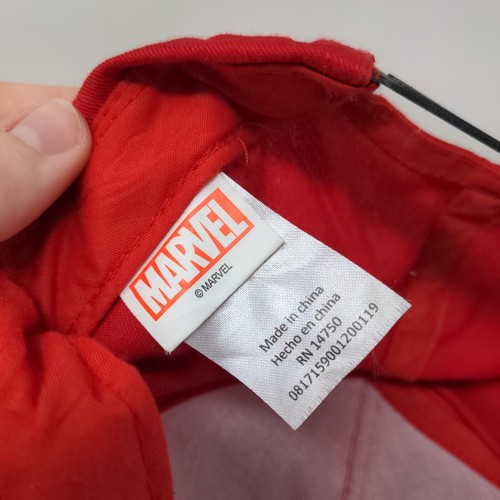 MARVEL
© MARVEL
Made in china
Hecho en china
RN 14750
0817159001200119